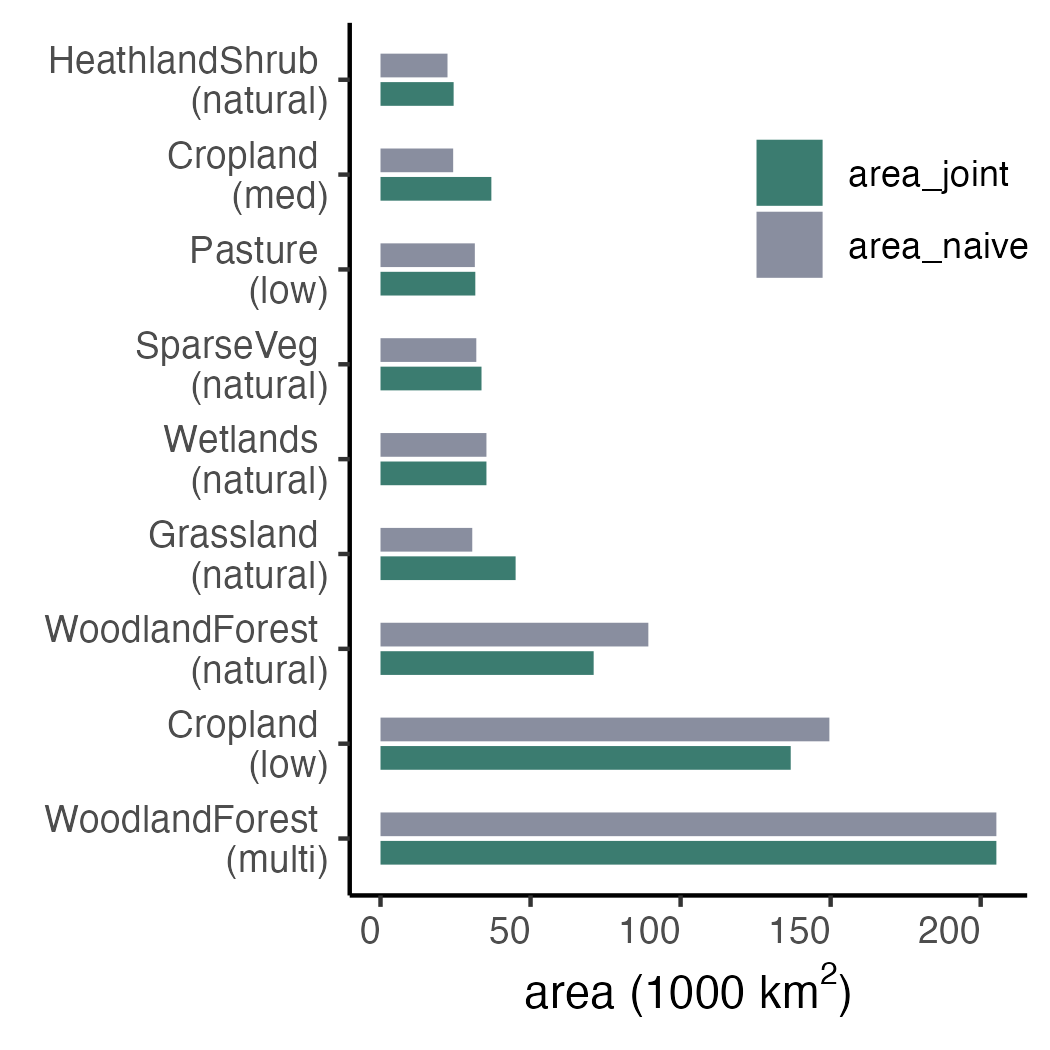 HeathlandShrub
(natural)
Cropland
(med)
Pasture
(low)
SparseVeg
(natural)
Wetlands
(natural)
Grassland
(natural)
WoodlandForest
(natural)
Cropland
(low)
WoodlandForest
(multi)
area_joint
area_naive
0 50 100 150 200
area (1000 km²)